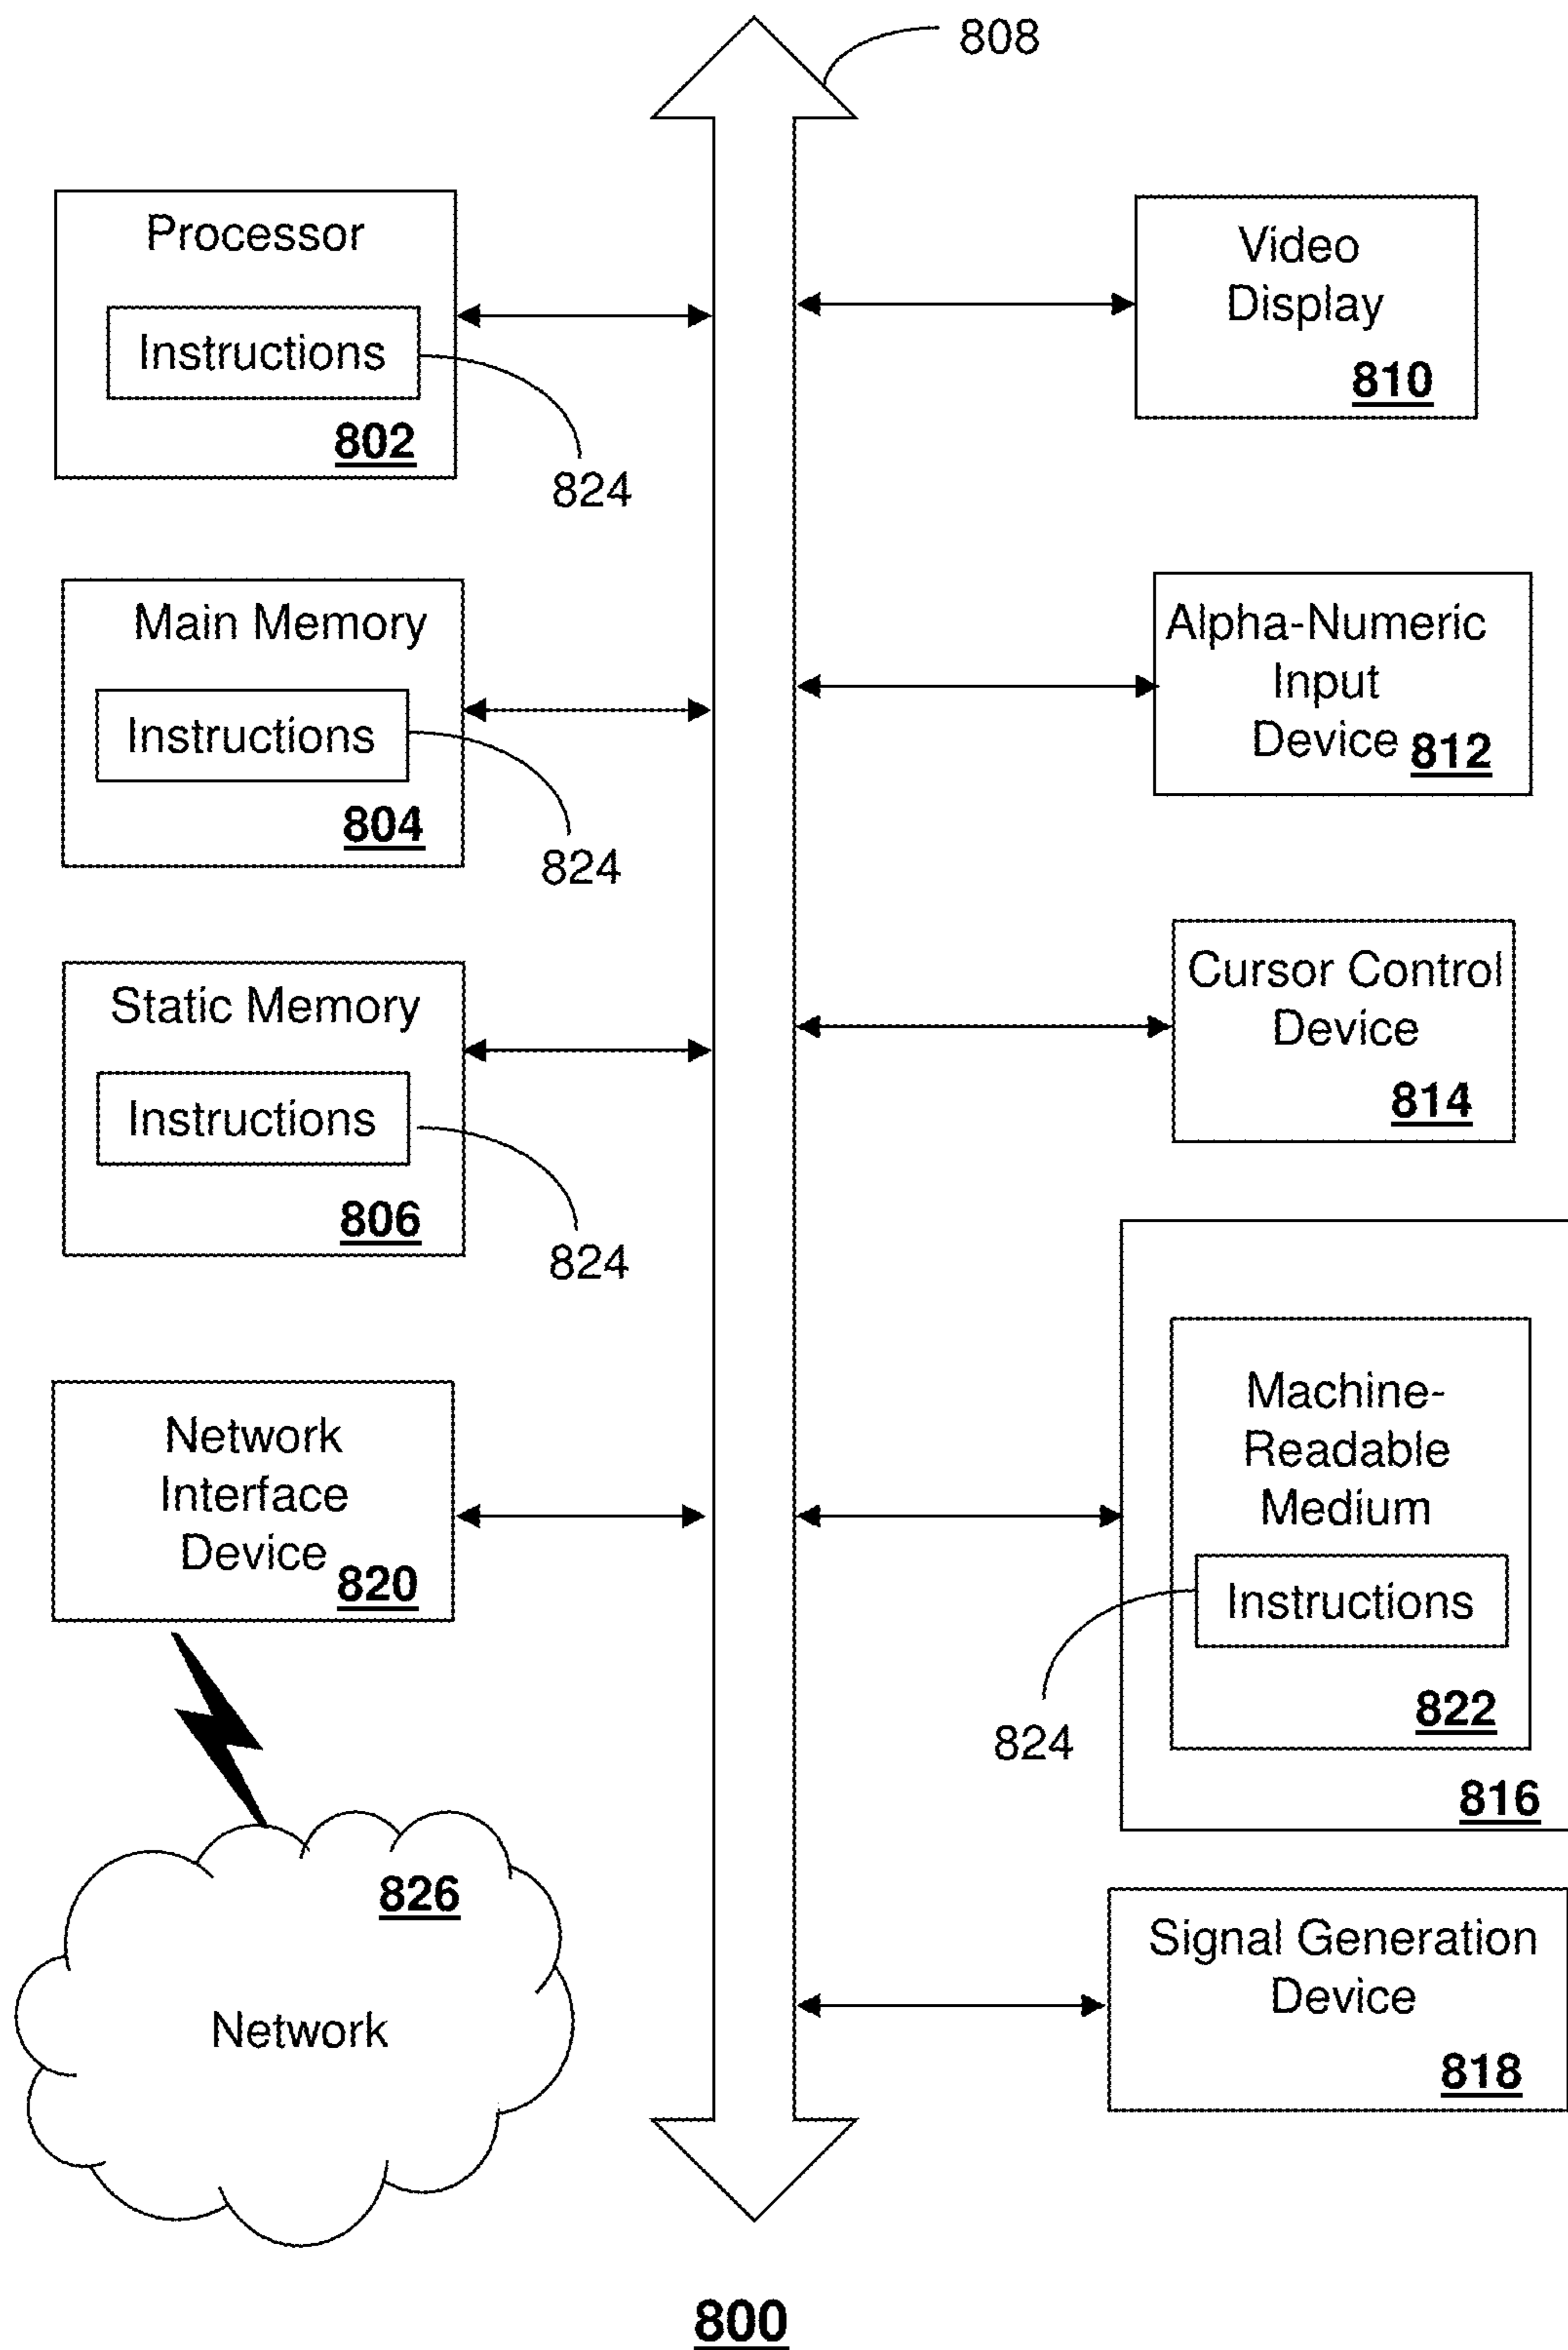 808
Processor
Instructions
802
824
Main Memory
Instructions
804
824
Static Memory
Instructions
806
824
Network
Interface
Device
820
826
Network
Video
Display
810
Alpha-Numeric
Input
Device 812
Cursor Control
Device
814
Machine-
Readable
Medium
Instructions
824
822
816
Signal Generation
Device
818
800